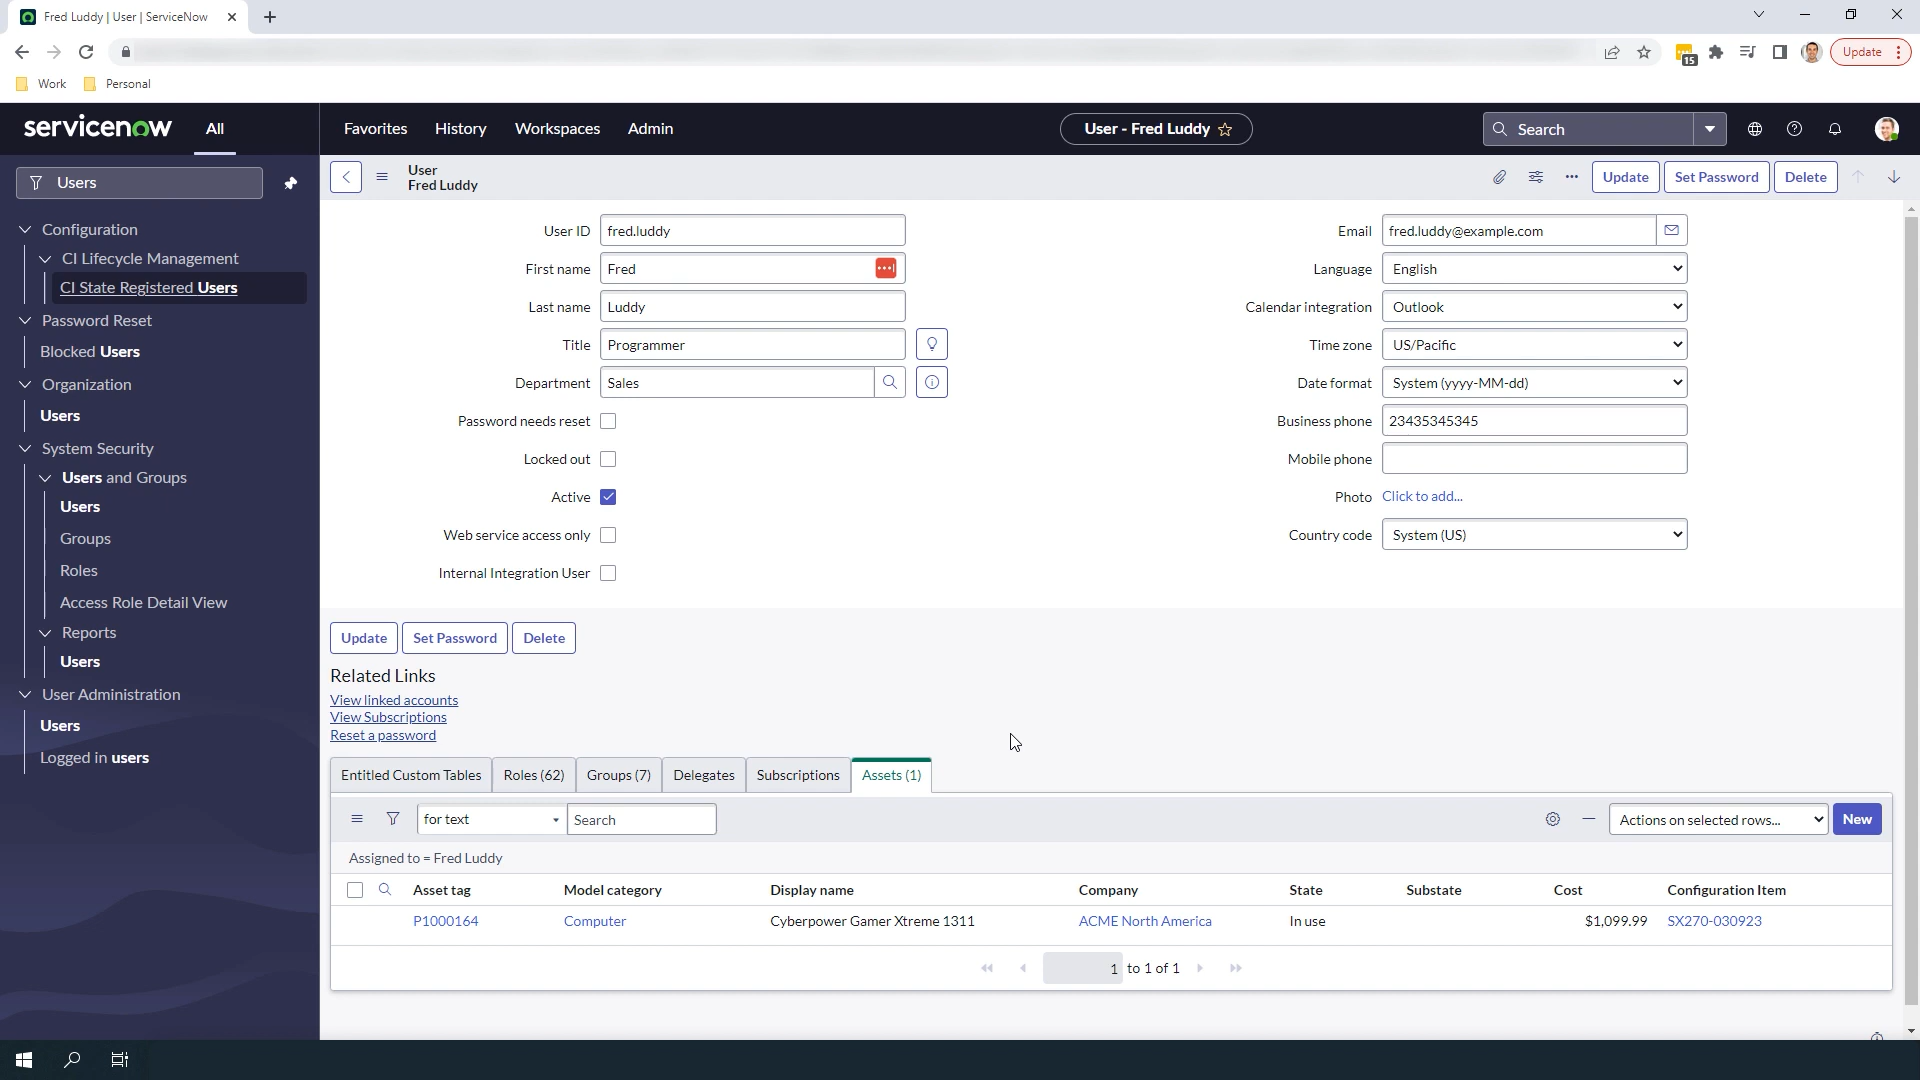 Fred Luddy | User | ServiceNow
Work
Personal
15
Update
servicenow
All
Favorites
History
Workspaces
Admin
User - Fred Luddy
Search
Users
User
Fred Luddy
Update
Set Password
Delete
Configuration
CI Lifecycle Management
CI State Registered Users
Password Reset
Blocked Users
Organization
Users
System Security
Users and Groups
Users
Groups
Roles
Access Role Detail View
Reports
Users
User Administration
Users
Logged in users
User ID fred.luddy
First name Fred
Last name Luddy
Title Programmer
Department Sales
Password needs reset
Locked out
Active
Web service access only
Internal Integration User
Email fred.luddy@example.com
Language English
Calendar integration Outlook
Time zone US/Pacific
Date format System (yyyy-MM-dd)
Business phone 23435345345
Mobile phone
Photo Click to add...
Country code System (US)
Update
Set Password
Delete
Related Links
View linked accounts
View Subscriptions
Reset a password
Entitled Custom Tables
Roles (62)
Groups (7)
Delegates
Subscriptions
Assets (1)
for text
Search
Actions on selected rows...
New
Assigned to = Fred Luddy
Asset tag Model category Display name Company State Substate Cost Configuration Item
P1000164 Computer Cyberpower Gamer Xtreme 1311 ACME North America In use $1,099.99 SX270-030923
1 to 1 of 1